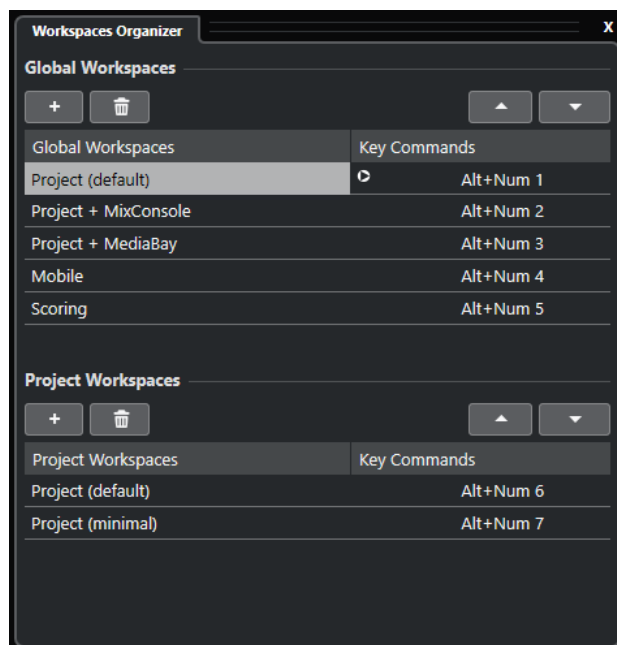 Workspaces Organizer X
Global Workspaces
+
Global Workspaces Key Commands
Project (default) Alt+Num 1
Project + MixConsole Alt+Num 2
Project + MediaBay Alt+Num 3
Mobile Alt+Num 4
Scoring Alt+Num 5
Project Workspaces
+
Project Workspaces Key Commands
Project (default) Alt+Num 6
Project (minimal) Alt+Num 7